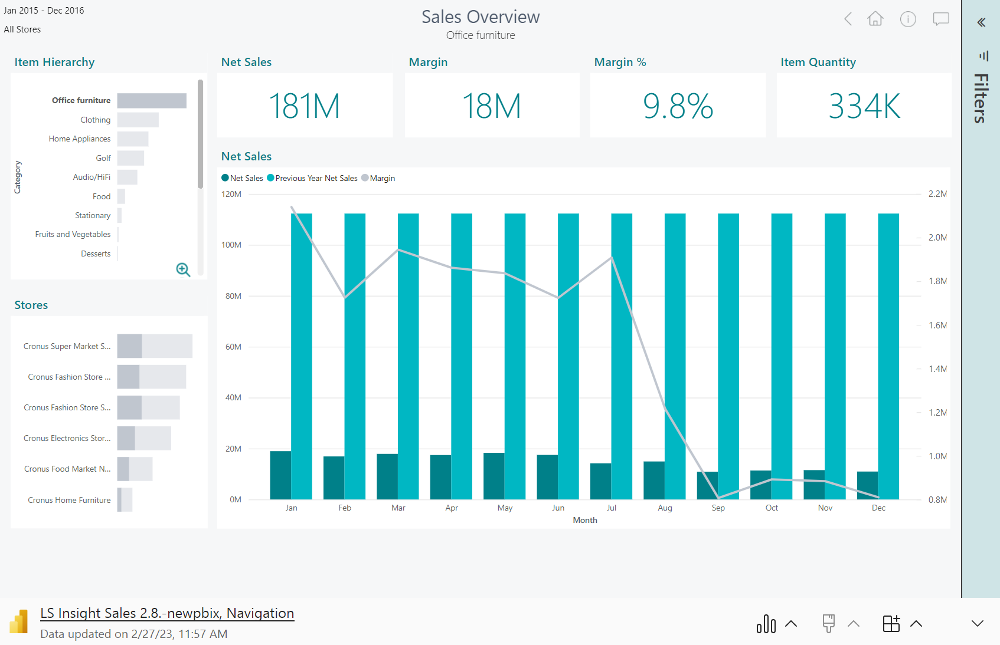 Jan 2015 - Dec 2016
All Stores
Sales Overview
Office furniture
Filters
Item Hierarchy
Category
Office furniture
Clothing
Home Appliances
Golf
Audio/HiFi
Food
Stationary
Fruits and Vegetables
Desserts
Net Sales
181M
Margin
18M
Margin %
9.8%
Item Quantity
334K
Net Sales
Net Sales Previous Year Net Sales Margin
120M
100M
80M
60M
40M
20M
0M
2.2M
2.0M
1.8M
1.6M
1.4M
1.2M
1.0M
0.8M
Jan Feb Mar Apr May Jun Jul Aug Sep Oct Nov Dec
Month
Stores
Cronus Super Market S...
Cronus Fashion Store ...
Cronus Fashion Store S...
Cronus Electronics Stor...
Cronus Food Market N...
Cronus Home Furniture
LS Insight Sales 2.8.-newpbix, Navigation
Data updated on 2/27/23, 11:57 AM